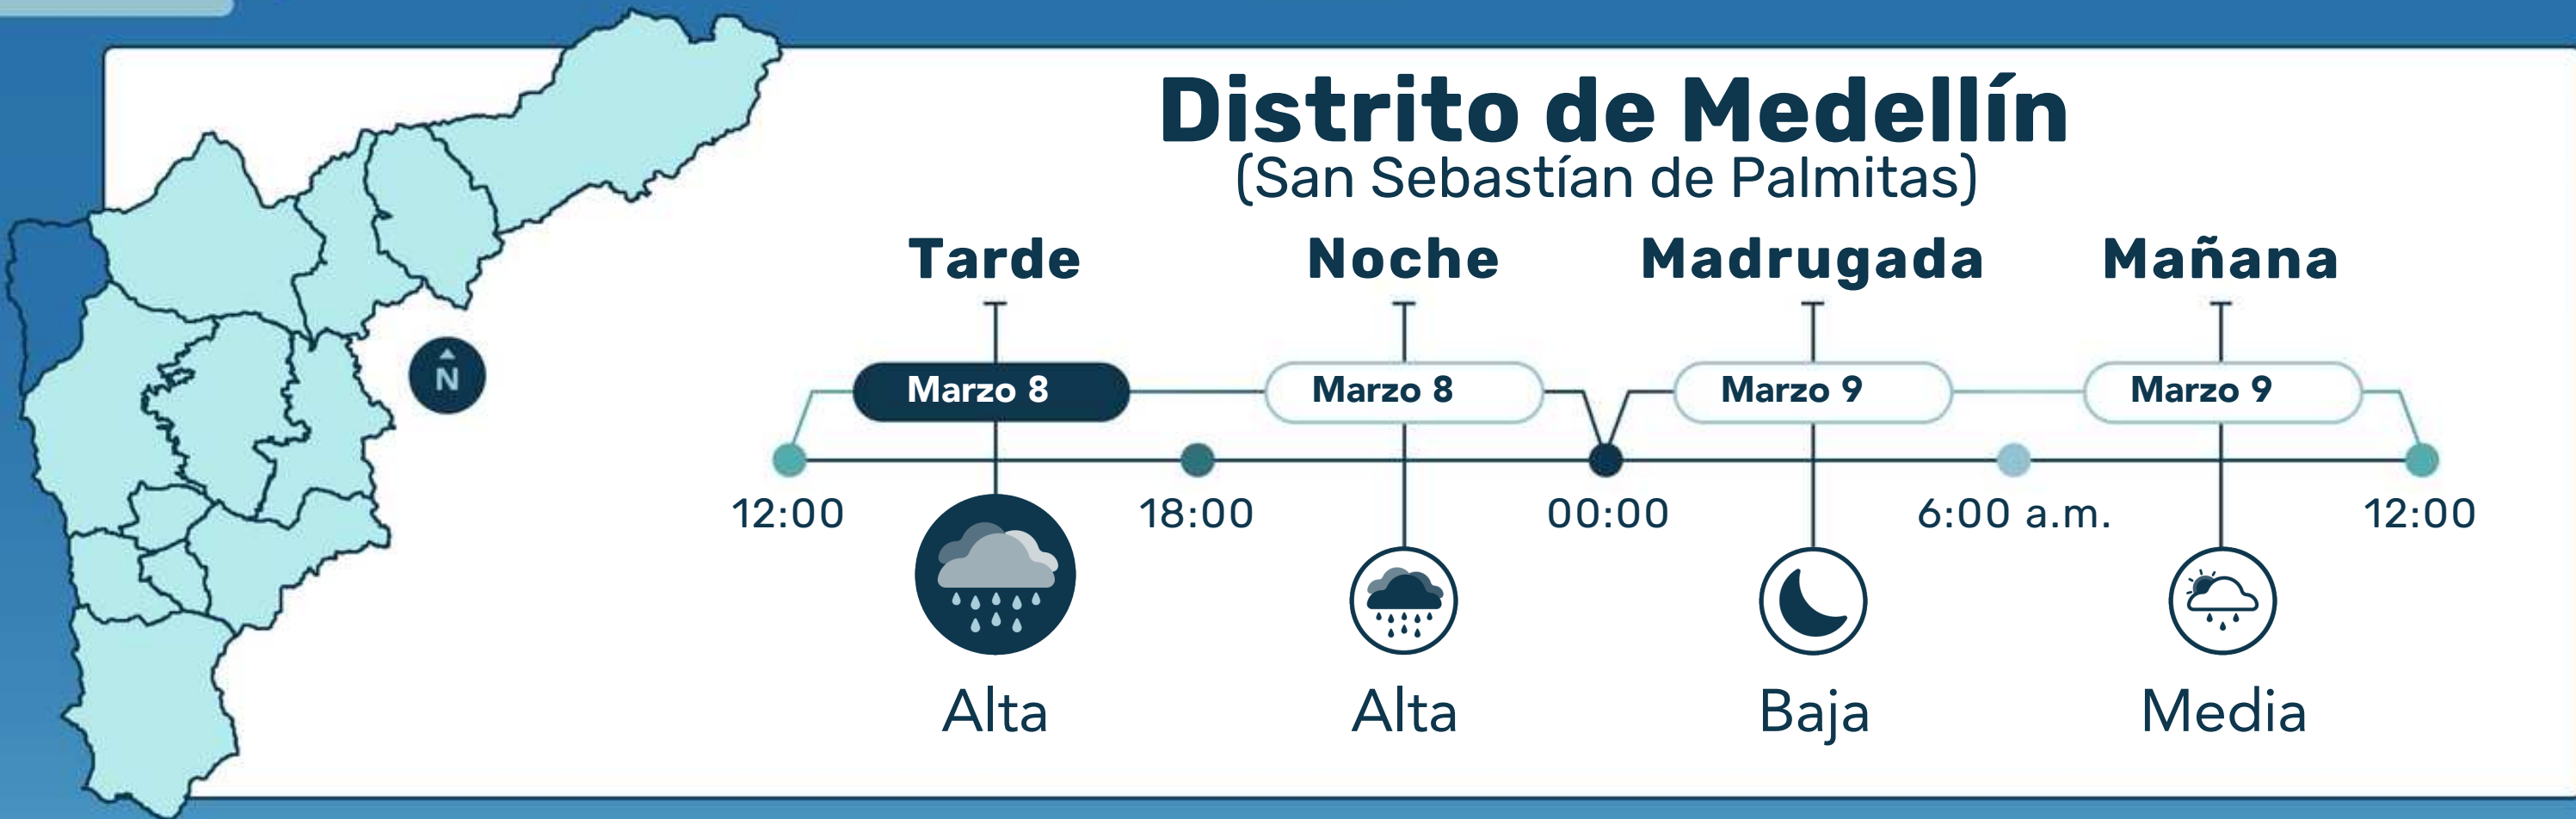 Distrito de Medellín
(San Sebastían de Palmitas)
Tarde Noche Madrugada Mañana
Marzo 8 Marzo 8 Marzo 9 Marzo 9
N
12:00 18:00 00:00 6:00 a.m. 12:00
Alta Alta Baja Media